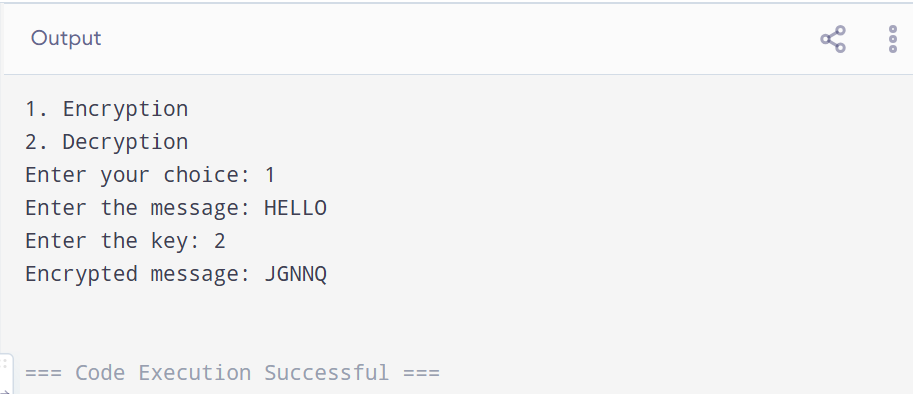 Output
1. Encryption
2. Decryption
Enter your choice: 1
Enter the message: HELLO
Enter the key: 2
Encrypted message: JGNNQ
=== Code Execution Successful ===